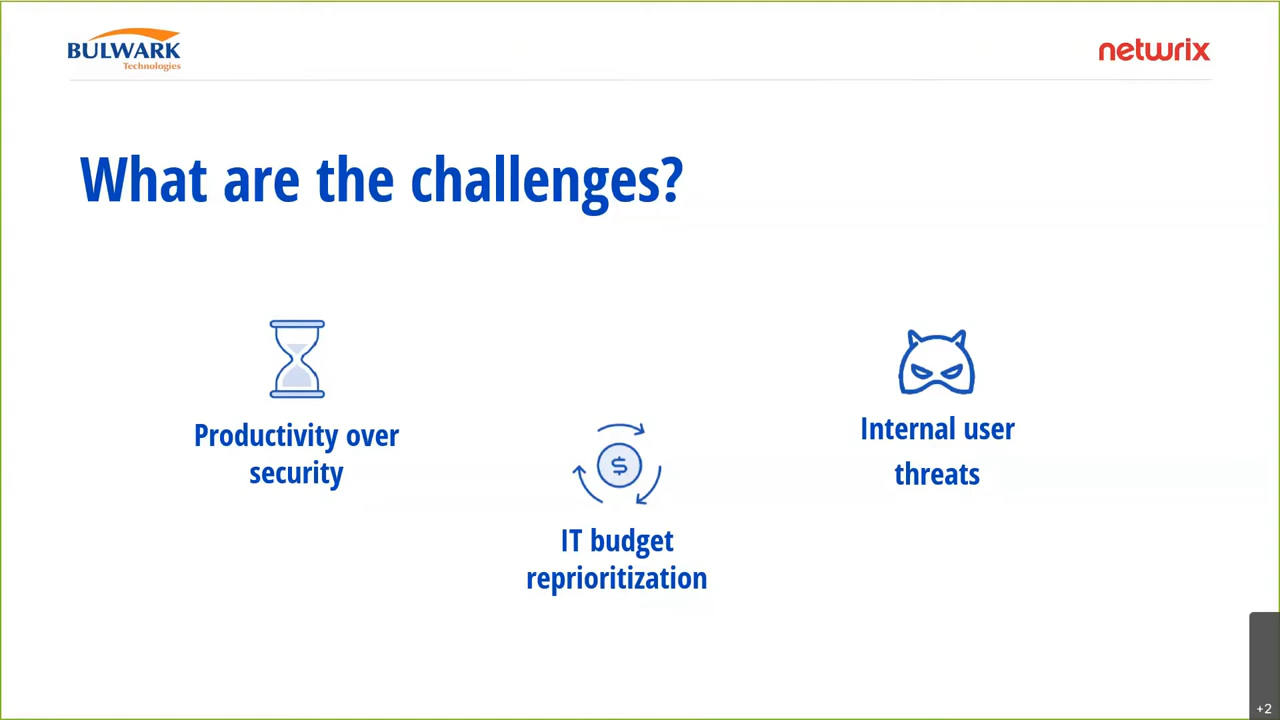 BULWARK
Technologies
netwrix
What are the challenges?
Productivity over
security
$
IT budget
reprioritization
Internal user
threats
+2